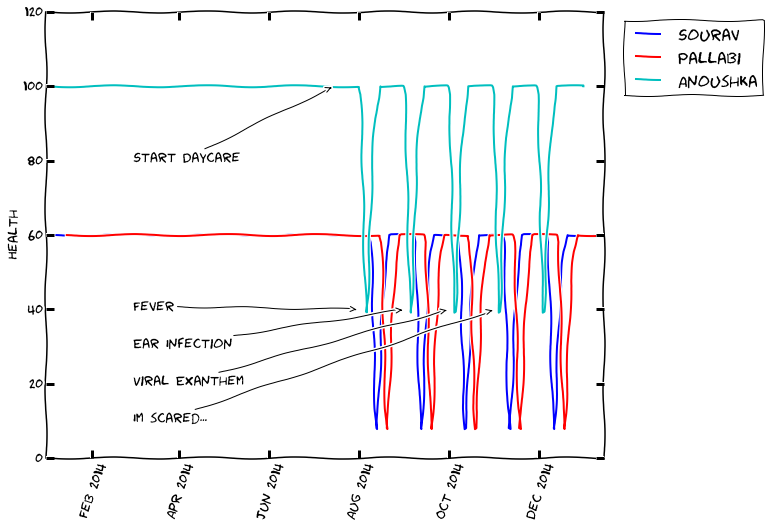 120
SOURAV
PALLABI
ANOUSHKA
100
START DAYCARE
80
HEALTH
60
40
FEVER
EAR INFECTION
VIRAL EXANTHEM
IM SCARED...
20
0
FEB 2014
APR 2014
JUN 2014
AUG 2014
OCT 2014
DEC 2014